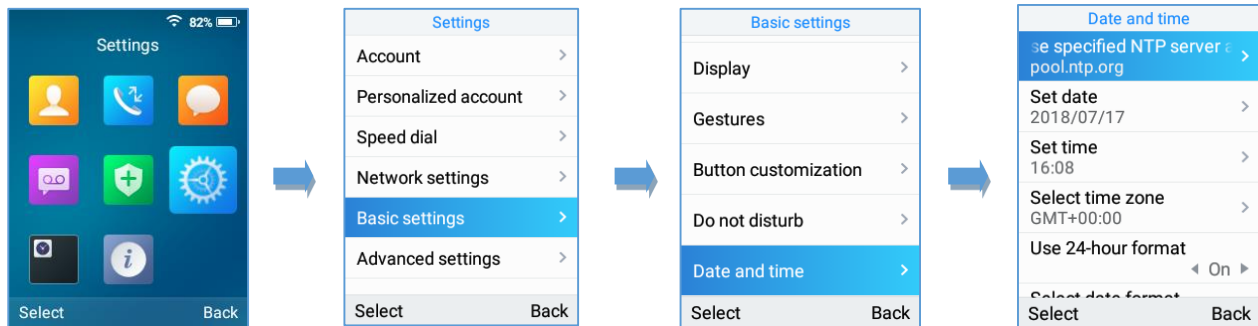 82%
Settings
Select Back
Settings
Account
Personalized account
Speed dial
Network settings
Basic settings
Advanced settings
Select Back
Basic settings
Display
Gestures
Button customization
Do not disturb
Date and time
Select Back
Date and time
se specified NTP server a
pool.ntp.org
Set date
2018/07/17
Set time
16:08
Select time zone
GMT+00:00
Use 24-hour format
On
Select date format
Select Back